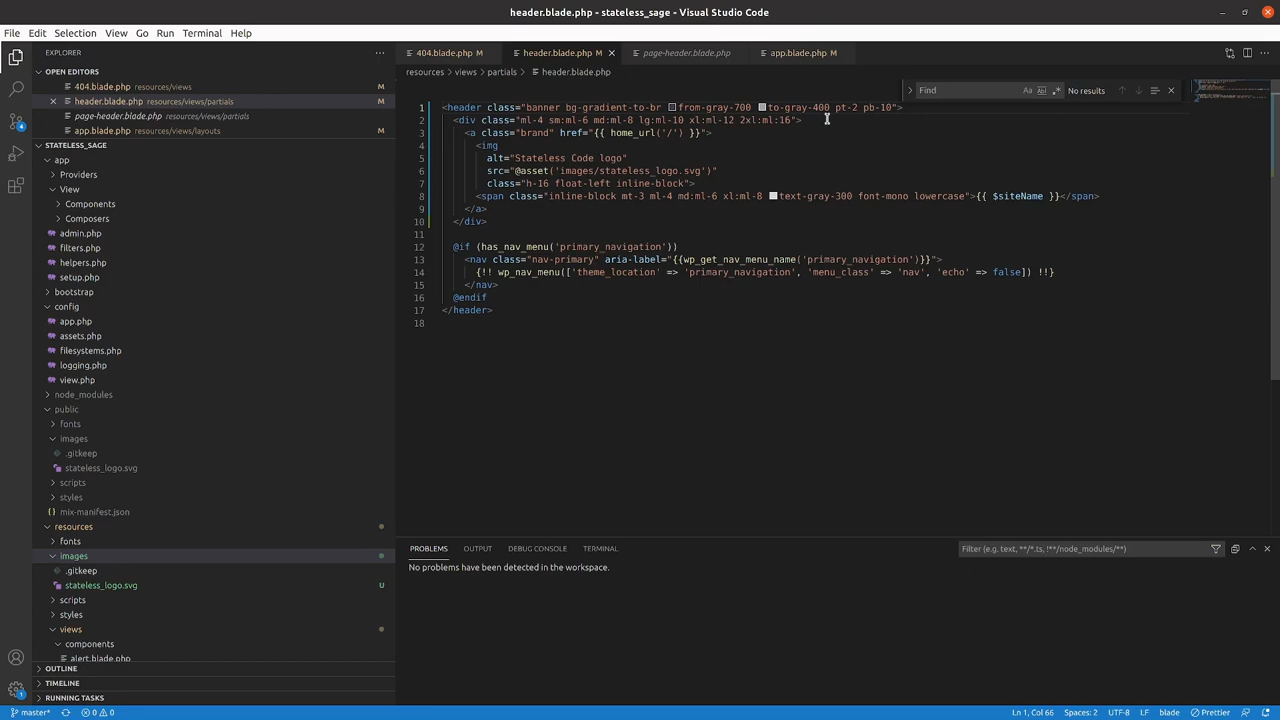 header.blade.php - stateless_sage - Visual Studio Code
File Edit Selection View Go Run Terminal Help
EXPLORER
OPEN EDITORS
404.blade.php resources/views M
header.blade.php resources/views/partials M
page-header.blade.php resources/views/partials
app.blade.php resources/views/layouts M
STATELESS_SAGE
app
Providers
View
Components
Composers
admin.php
filters.php
helpers.php
setup.php
bootstrap
config
app.php
assets.php
filesystems.php
logging.php
view.php
node_modules
public
fonts
images
.gitkeep
stateless_logo.svg
scripts
styles
mix-manifest.json
resources
fonts
images
.gitkeep
stateless_logo.svg U
scripts
styles
views
components
alert.blade.php
OUTLINE
TIMELINE
RUNNING TASKS
404.blade.php M header.blade.php M page-header.blade.php app.blade.php M
resources views partials header.blade.php
Find Aa Ab .* No results
1 <header class="banner bg-gradient-to-br from-gray-700 to-gray-400 pt-2 pb-10">
2 <div class="ml-4 sm:ml-6 md:ml-8 lg:ml-10 xl:ml-12 2xl:ml:16">
3 <a class="brand" href="{{ home_url('/') }}">
4 <img
5 alt="Stateless Code logo"
6 src="@asset('images/stateless_logo.svg')"
7 class="h-16 float-left inline-block">
8 <span class="inline-block mt-3 ml-4 md:ml-6 xl:ml-8 text-gray-300 font-mono lowercase">{{ $siteName }}</span>
9 </a>
10 </div>
11
12 @if (has_nav_menu('primary_navigation'))
13 <nav class="nav-primary" aria-label="{{wp_get_nav_menu_name('primary_navigation')}}">
14 {!! wp_nav_menu(['theme_location' => 'primary_navigation', 'menu_class' => 'nav', 'echo' => false]) !!}
15 </nav>
16 @endif
17 </header>
18
PROBLEMS OUTPUT DEBUG CONSOLE TERMINAL
Filter (e.g. text, **/*.ts, !**/node_modules/**)
No problems have been detected in the workspace.
1 master* 0 0 Ln 1, Col 66 Spaces: 2 UTF-8 LF blade Prettier